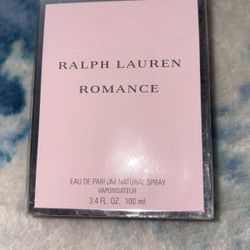 RALPH LAUREN
ROMANCE
EAU DE PARFUM NATURAL SPRAY
VAPORISATEUR
3.4 FL. OZ. 100 ml